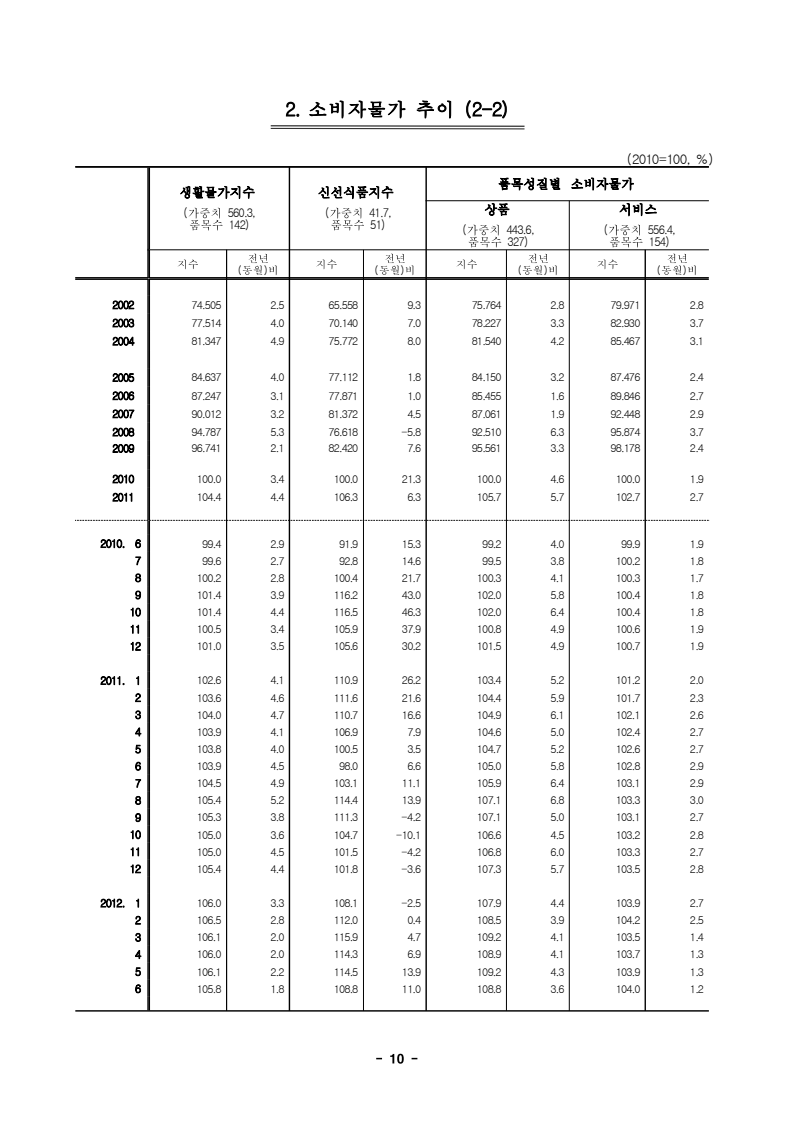 2. 소비자물가 추이 (2-2)
(2010=100, %)
생활물가지수 신선식품지수 품목성질별 소비자물가
(가중치 560.3, 품목수 142) (가중치 41.7, 품목수 51) 상품 서비스
(가중치 443.6, 품목수 327) (가중치 556.4, 품목수 154)
지수 전년(동월)비 지수 전년(동월)비 지수 전년(동월)비 지수 전년(동월)비
2002 74.505 2.5 65.558 9.3 75.764 2.8 79.971 2.8
2003 77.514 4.0 70.140 7.0 78.227 3.3 82.930 3.7
2004 81.347 4.9 75.772 8.0 81.540 4.2 85.467 3.1
2005 84.637 4.0 77.112 1.8 84.150 3.2 87.476 2.4
2006 87.247 3.1 77.871 1.0 85.455 1.6 89.846 2.7
2007 90.012 3.2 81.372 4.5 87.061 1.9 92.448 2.9
2008 94.787 5.3 76.618 -5.8 92.510 6.3 95.874 3.7
2009 96.741 2.1 82.420 7.6 95.561 3.3 98.178 2.4
2010 100.0 3.4 100.0 21.3 100.0 4.6 100.0 1.9
2011 104.4 4.4 106.3 6.3 105.7 5.7 102.7 2.7
2010. 6 99.4 2.9 91.9 15.3 99.2 4.0 99.9 1.9
7 99.6 2.7 92.8 14.6 99.5 3.8 100.2 1.8
8 100.2 2.8 100.4 21.7 100.3 4.1 100.3 1.7
9 101.4 3.9 116.2 43.0 102.0 5.8 100.4 1.8
10 101.4 4.4 116.5 46.3 102.0 6.4 100.4 1.8
11 100.5 3.4 105.9 37.9 100.8 4.9 100.6 1.9
12 101.0 3.5 105.6 30.2 101.5 4.9 100.7 1.9
2011. 1 102.6 4.1 110.9 26.2 103.4 5.2 101.2 2.0
2 103.6 4.6 111.6 21.6 104.4 5.9 101.7 2.3
3 104.0 4.7 110.7 16.6 104.9 6.1 102.1 2.6
4 103.9 4.1 106.9 7.9 104.6 5.0 102.4 2.7
5 103.8 4.0 100.5 3.5 104.7 5.2 102.6 2.7
6 103.9 4.5 98.0 6.6 105.0 5.8 102.8 2.9
7 104.5 4.9 103.1 11.1 105.9 6.4 103.1 2.9
8 105.4 5.2 114.4 13.9 107.1 6.8 103.3 3.0
9 105.3 3.8 111.3 -4.2 107.1 5.0 103.1 2.7
10 105.0 3.6 104.7 -10.1 106.6 4.5 103.2 2.8
11 105.0 4.5 101.5 -4.2 106.8 6.0 103.3 2.7
12 105.4 4.4 101.8 -3.6 107.3 5.7 103.5 2.8
2012. 1 106.0 3.3 108.1 -2.5 107.9 4.4 103.9 2.7
2 106.5 2.8 112.0 0.4 108.5 3.9 104.2 2.5
3 106.1 2.0 115.9 4.7 109.2 4.1 103.5 1.4
4 106.0 2.0 114.3 6.9 108.9 4.1 103.7 1.3
5 106.1 2.2 114.5 13.9 109.2 4.3 103.9 1.3
6 105.8 1.8 108.8 11.0 108.8 3.6 104.0 1.2
- 10 -